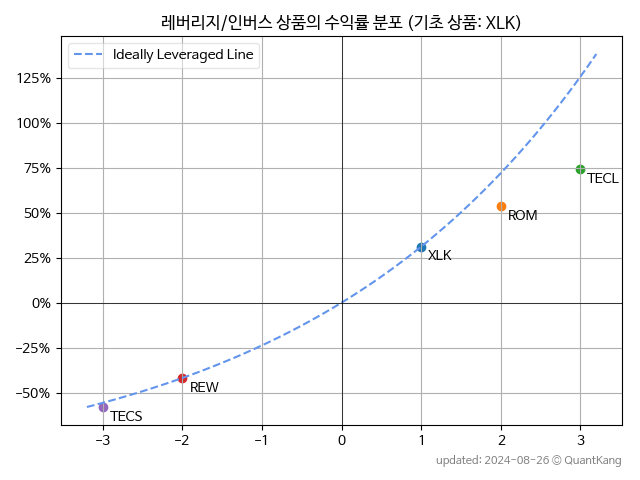 레버리지/인버스 상품의 수익률 분포 (기초 상품: XLK)
Ideally Leveraged Line
125%
100%
75%
TECL
50%
ROM
25%
XLK
0%
−25%
−50%
REW
TECS
−3 −2 −1 0 1 2 3
updated: 2024-08-26 © QuantKang